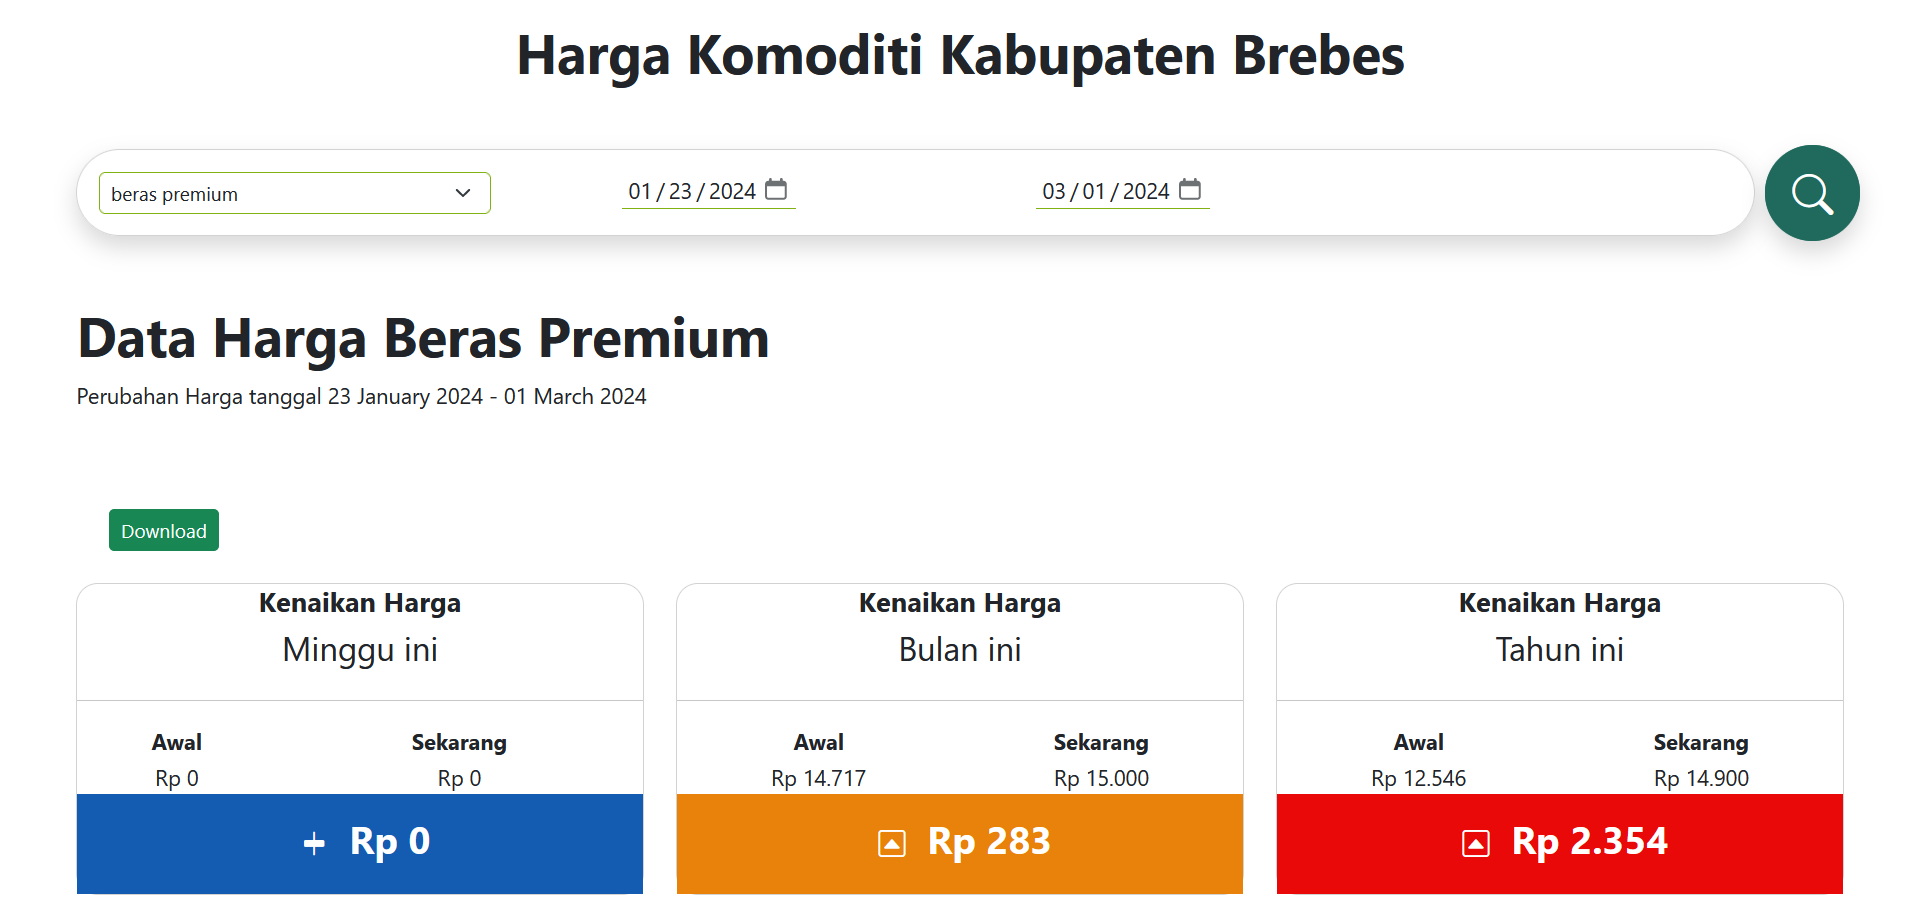 Harga Komoditi Kabupaten Brebes
beras premium 01/23/2024 03/01/2024
Data Harga Beras Premium
Perubahan Harga tanggal 23 January 2024 - 01 March 2024
Download
Kenaikan Harga
Minggu ini
Awal Sekarang
Rp 0 Rp 0
+ Rp 0
Kenaikan Harga
Bulan ini
Awal Sekarang
Rp 14.717 Rp 15.000
Rp 283
Kenaikan Harga
Tahun ini
Awal Sekarang
Rp 12.546 Rp 14.900
Rp 2.354